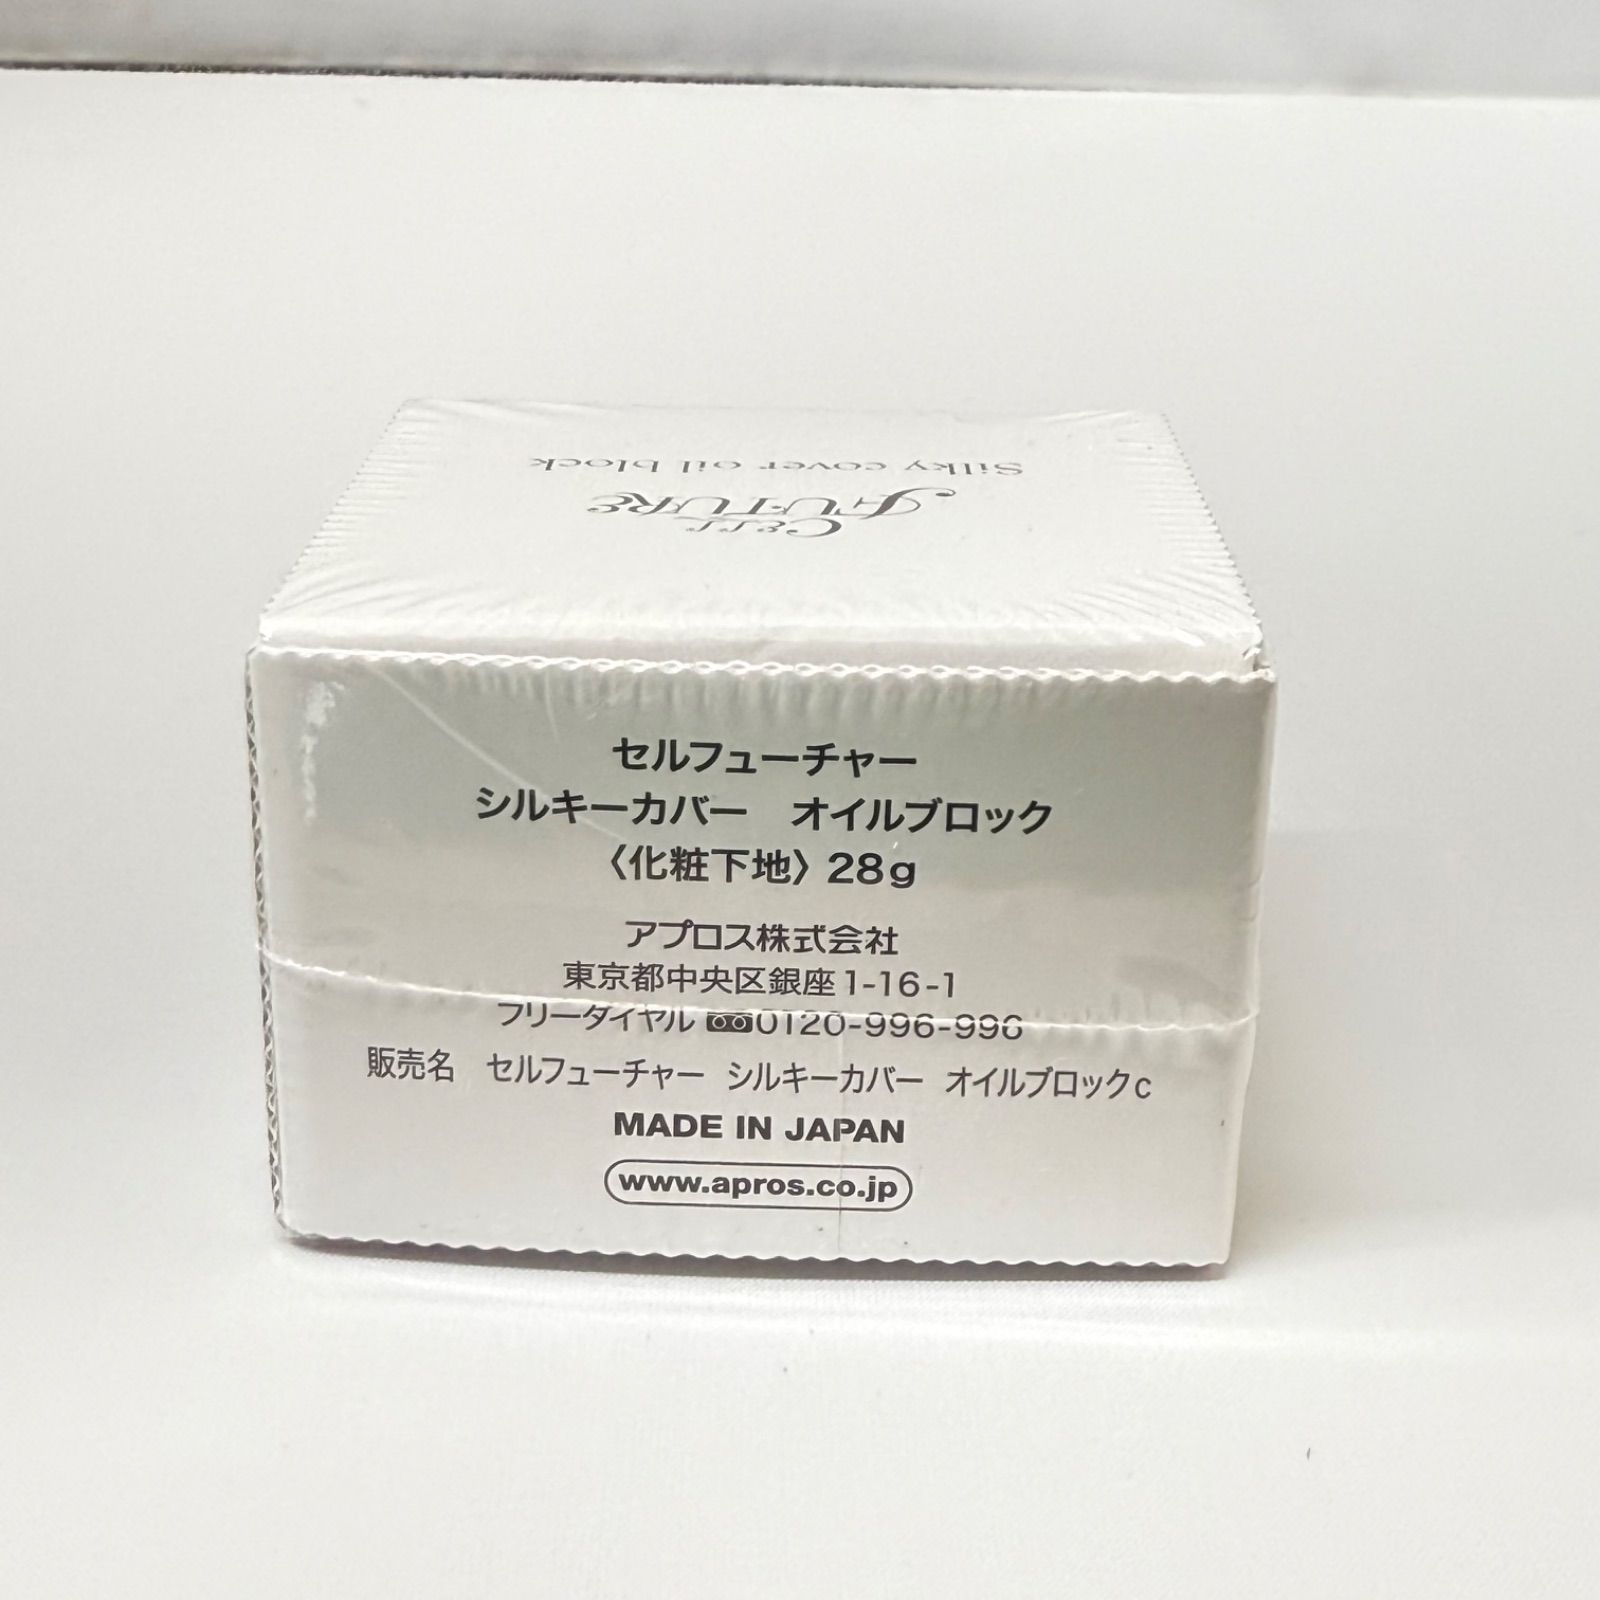 Silky cover oil block
Cell
FUTURE
セルフューチャー
シルキーカバー　オイルブロック
〈化粧下地〉28g
アプロス株式会社
東京都中央区銀座1-16-1
フリーダイヤル 0120-996-996
販売名　セルフューチャー　シルキーカバー　オイルブロックc
MADE IN JAPAN
www.apros.co.jp